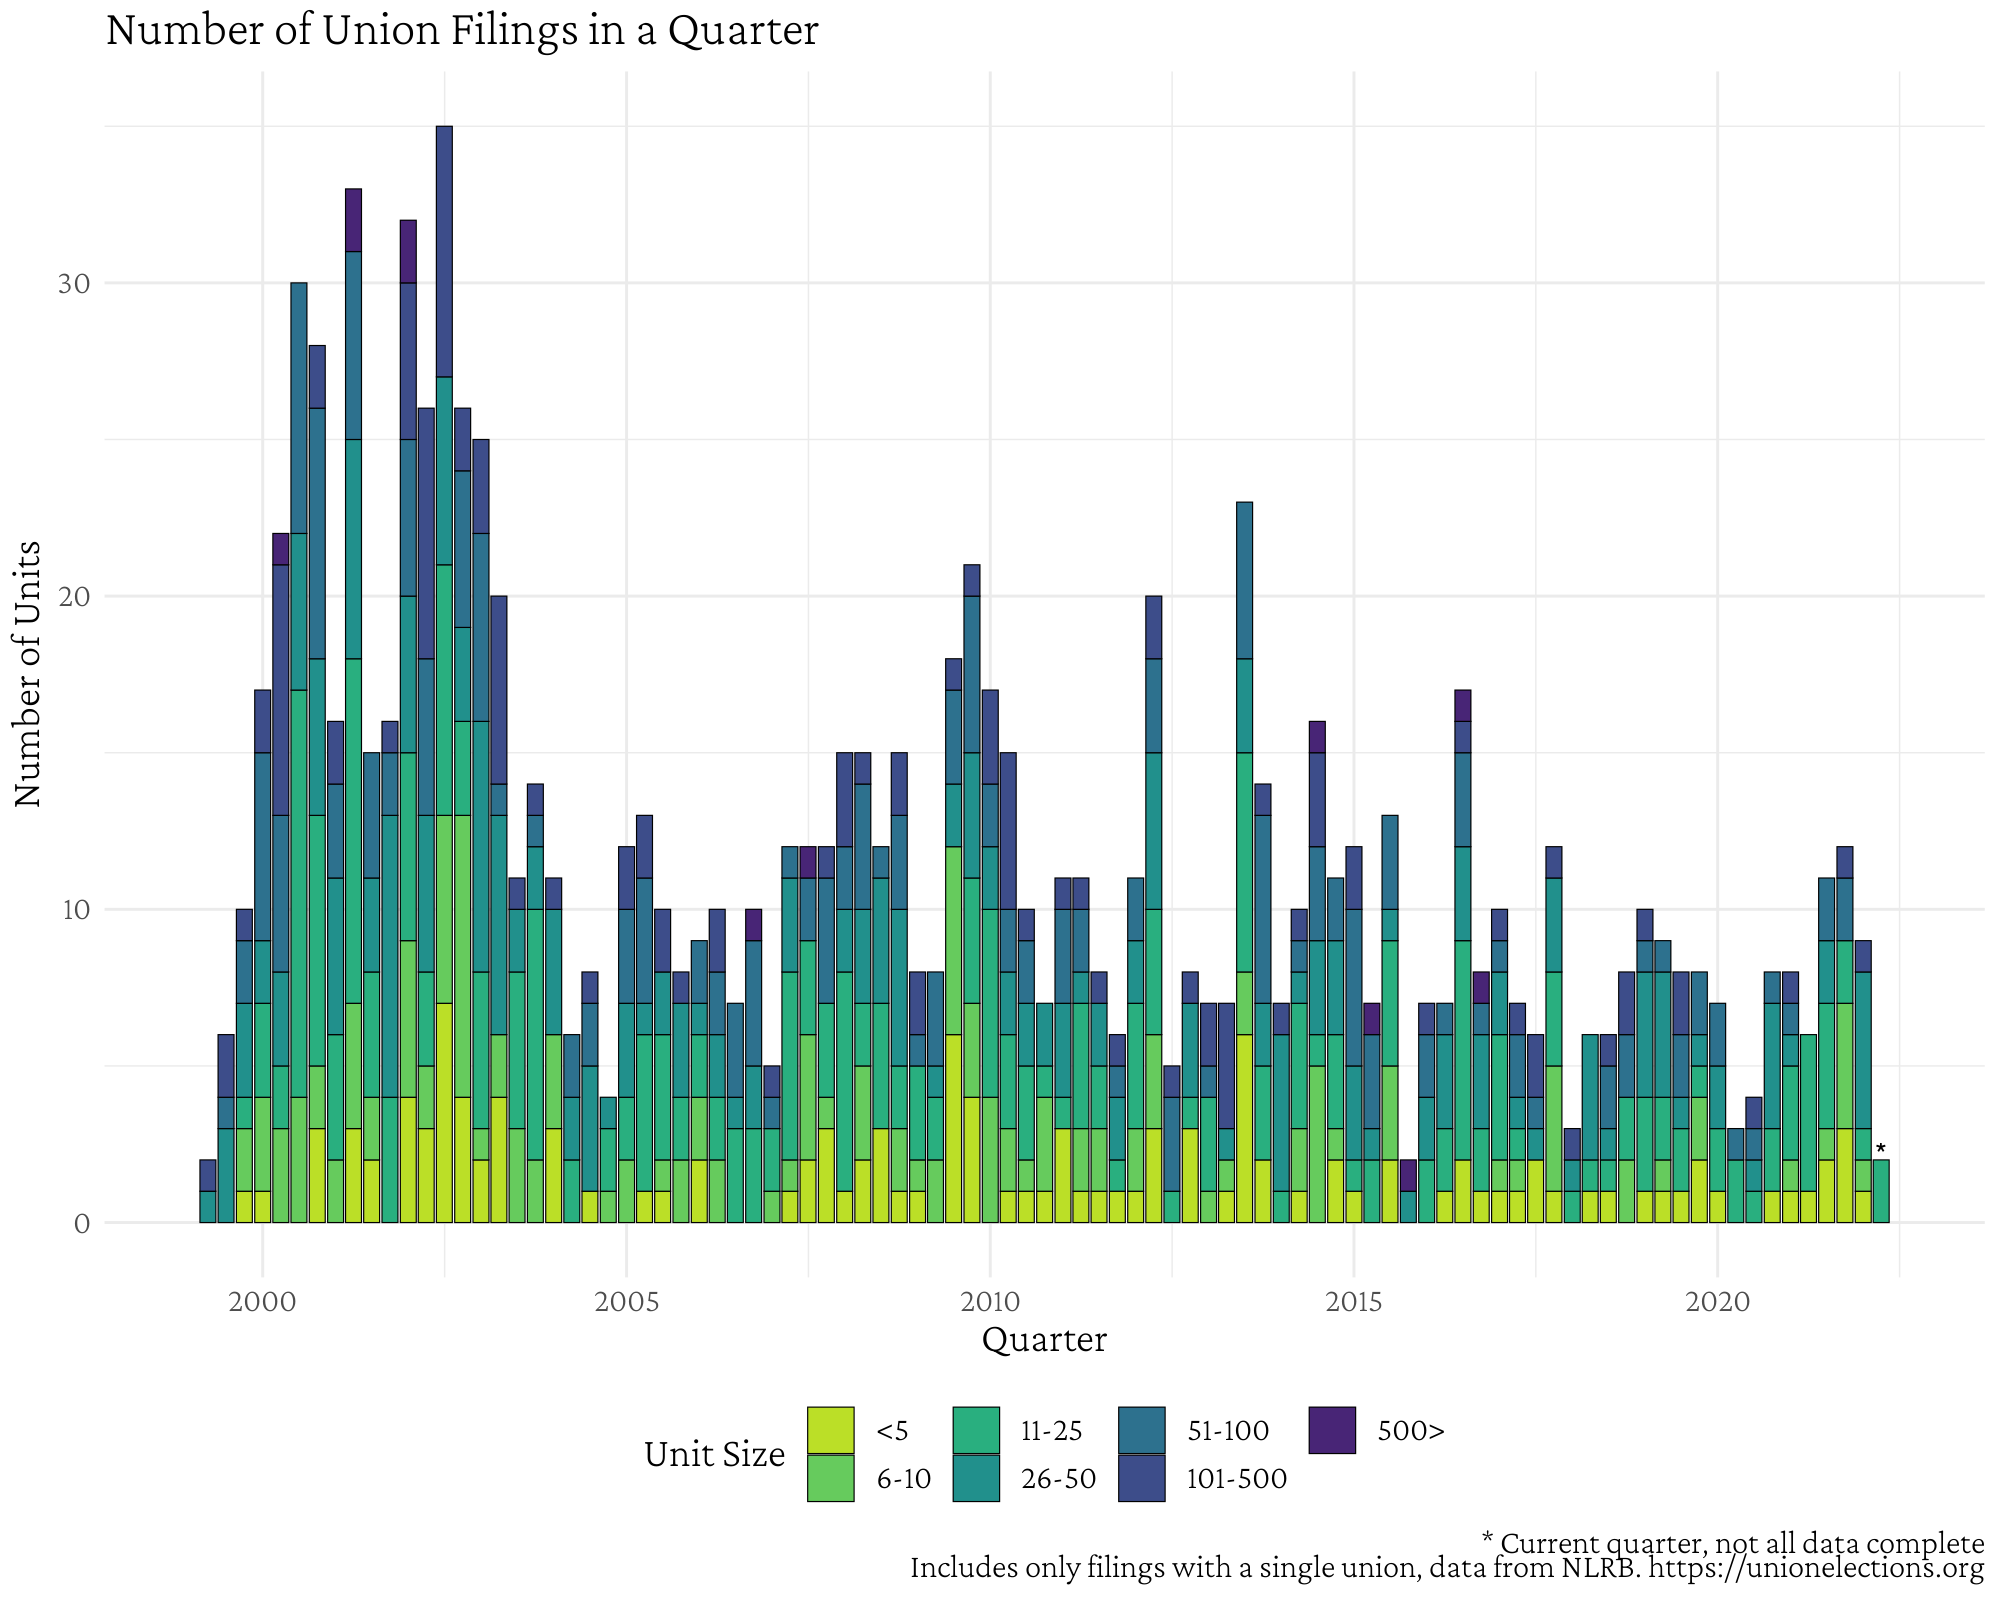 Number of Union Filings in a Quarter
Number of Units
30
20
10
0
*
2000 2005 2010 2015 2020
Quarter
Unit Size
<5 11-25 51-100 500>
6-10 26-50 101-500
* Current quarter, not all data complete
Includes only filings with a single union, data from NLRB. https://unionelections.org